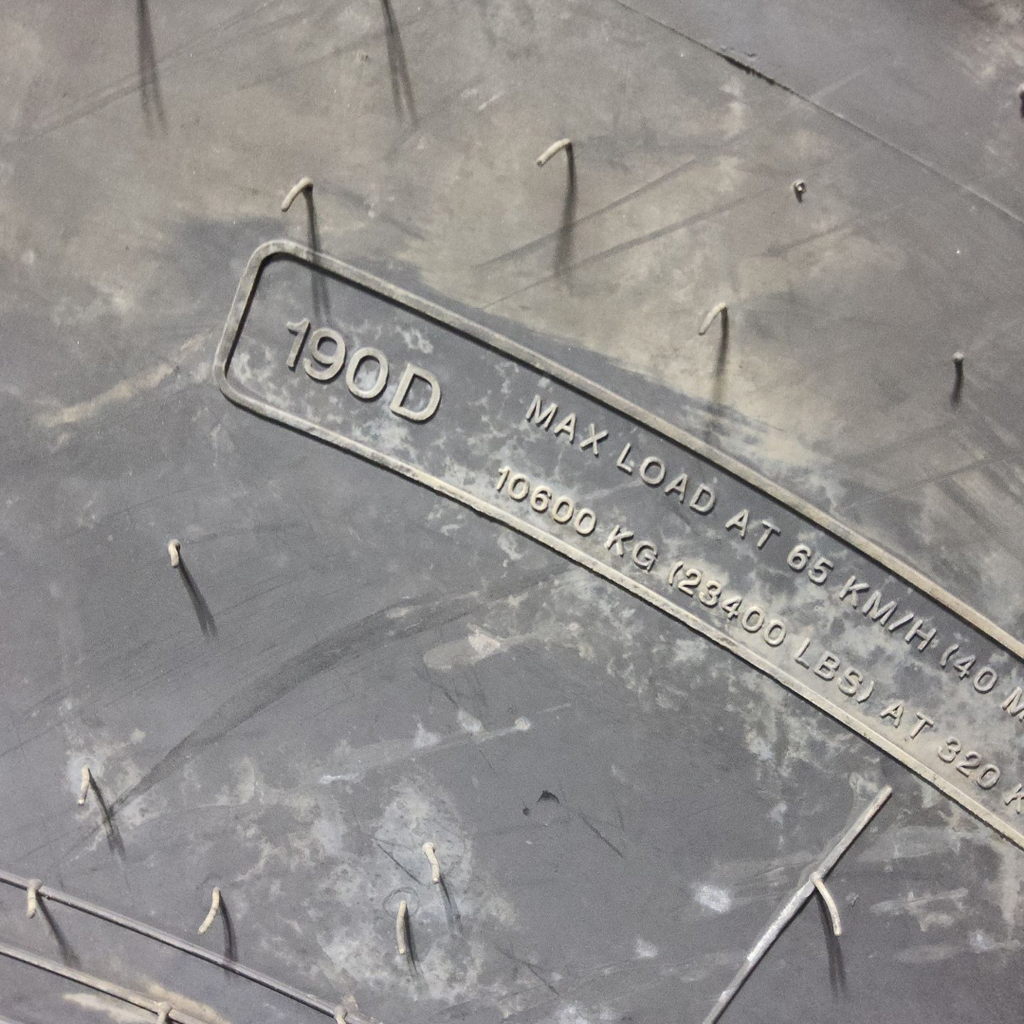 190D
MAX LOAD AT 65 KM/H (40
10600 KG (23400 LBS) AT 320